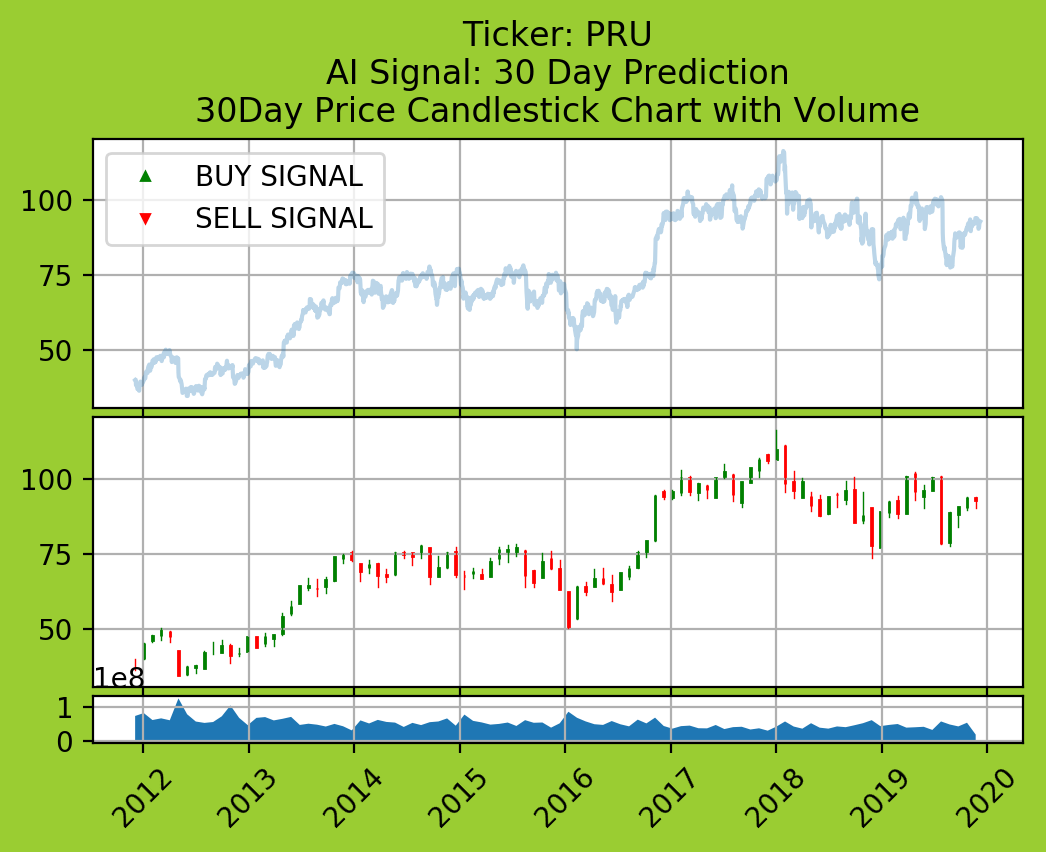 Ticker: PRU
AI Signal: 30 Day Prediction
30Day Price Candlestick Chart with Volume
BUY SIGNAL
SELL SIGNAL
100
75
50
100
75
50
1e8
1
0
2012 2013 2014 2015 2016 2017 2018 2019 2020